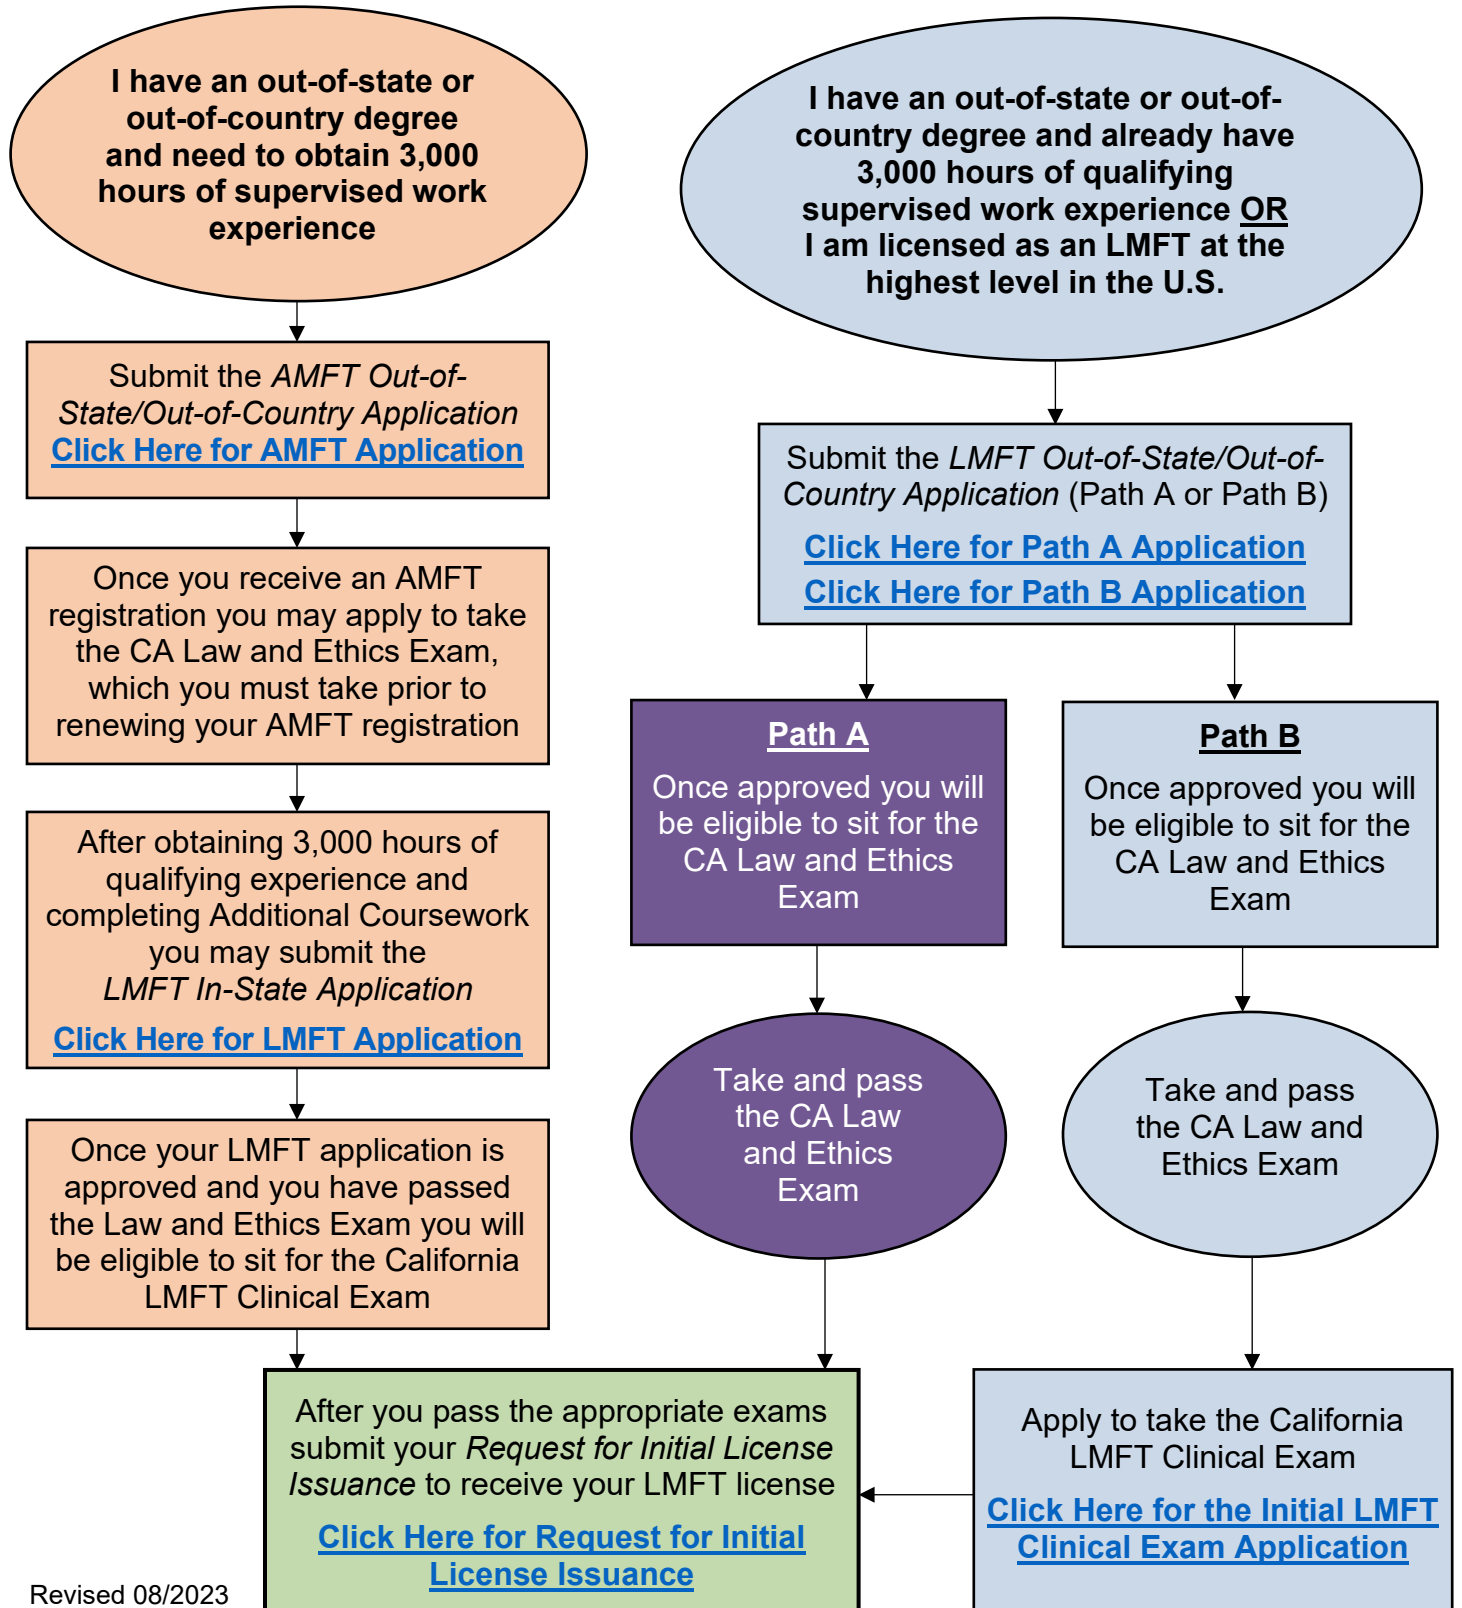 I have an out-of-state or
out-of-country degree
and need to obtain 3,000
hours of supervised work
experience
Submit the AMFT Out-of-
State/Out-of-Country Application
Click Here for AMFT Application
Once you receive an AMFT
registration you may apply to take
the CA Law and Ethics Exam,
which you must take prior to
renewing your AMFT registration
After obtaining 3,000 hours of
qualifying experience and
completing Additional Coursework
you may submit the
LMFT In-State Application
Click Here for LMFT Application
Once your LMFT application is
approved and you have passed
the Law and Ethics Exam you will
be eligible to sit for the California
LMFT Clinical Exam
I have an out-of-state or out-of-
country degree and already have
3,000 hours of qualifying
supervised work experience OR
I am licensed as an LMFT at the
highest level in the U.S.
Submit the LMFT Out-of-State/Out-of-
Country Application (Path A or Path B)
Click Here for Path A Application
Click Here for Path B Application
Path A
Once approved you will
be eligible to sit for the
CA Law and Ethics
Exam
Take and pass
the CA Law
and Ethics
Exam
Path B
Once approved you will
be eligible to sit for the
CA Law and Ethics
Exam
Take and pass
the CA Law and
Ethics Exam
Apply to take the California
LMFT Clinical Exam
Click Here for the Initial LMFT
Clinical Exam Application
After you pass the appropriate exams
submit your Request for Initial License
Issuance to receive your LMFT license
Click Here for Request for Initial
License Issuance
Revised 08/2023